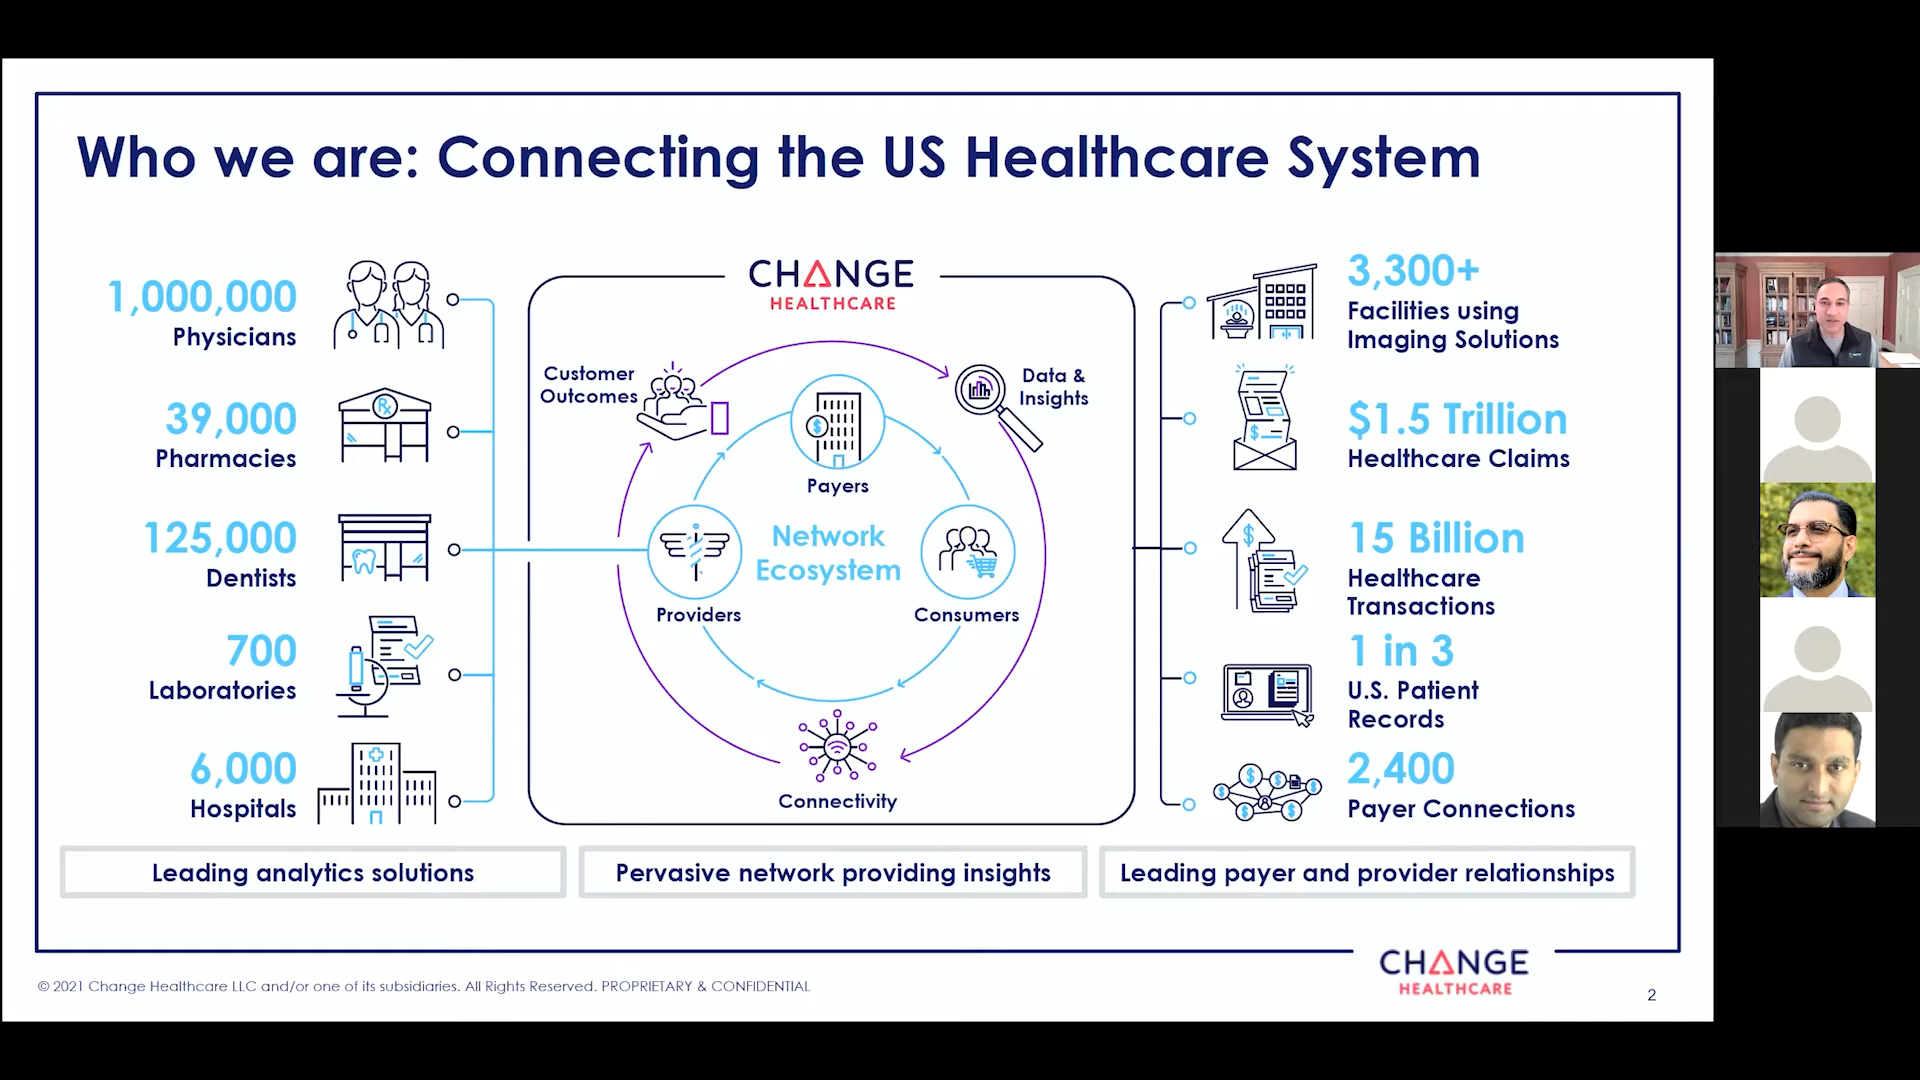 Who we are: Connecting the US Healthcare System
1,000,000
Physicians
39,000
Pharmacies
125,000
Dentists
700
Laboratories
6,000
Hospitals
CHANGE
HEALTHCARE
Customer
Outcomes
Data &
Insights
Payers
Network
Ecosystem
Providers
Consumers
Connectivity
3,300+
Facilities using
Imaging Solutions
$1.5 Trillion
Healthcare Claims
15 Billion
Healthcare
Transactions
1 in 3
U.S. Patient
Records
2,400
Payer Connections
Leading analytics solutions
Pervasive network providing insights
Leading payer and provider relationships
© 2021 Change Healthcare LLC and/or one of its subsidiaries. All Rights Reserved. PROPRIETARY & CONFIDENTIAL
CHANGE
HEALTHCARE
2